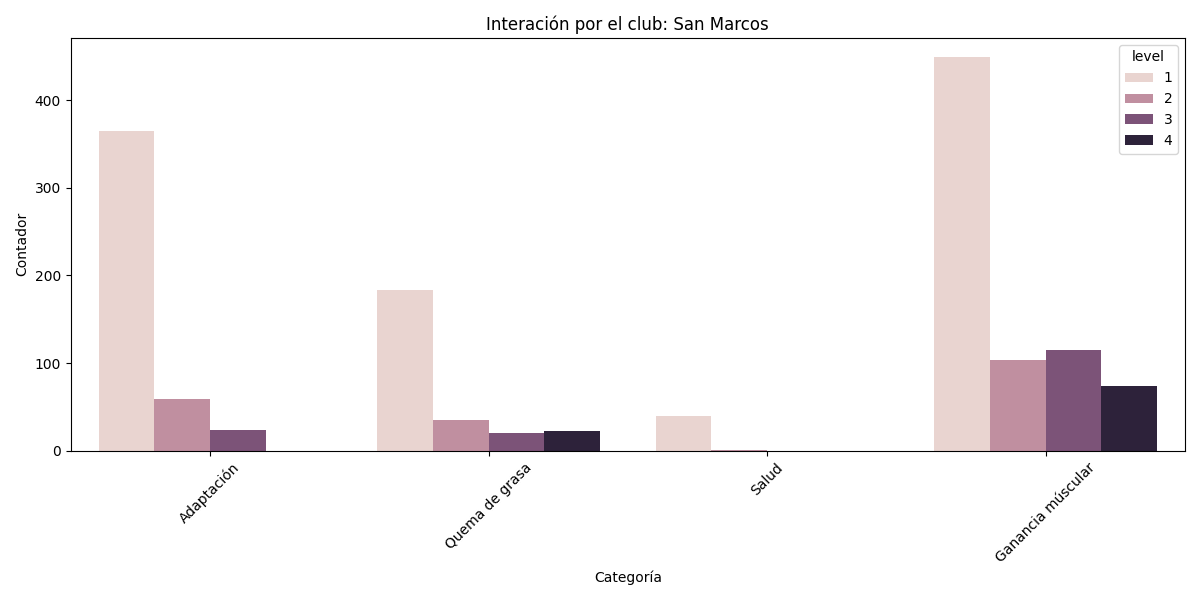 Interación por el club: San Marcos
level
1
2
3
4
Contador
400
300
200
100
0
Adaptación
Quema de grasa
Salud
Ganancia múscular
Categoría